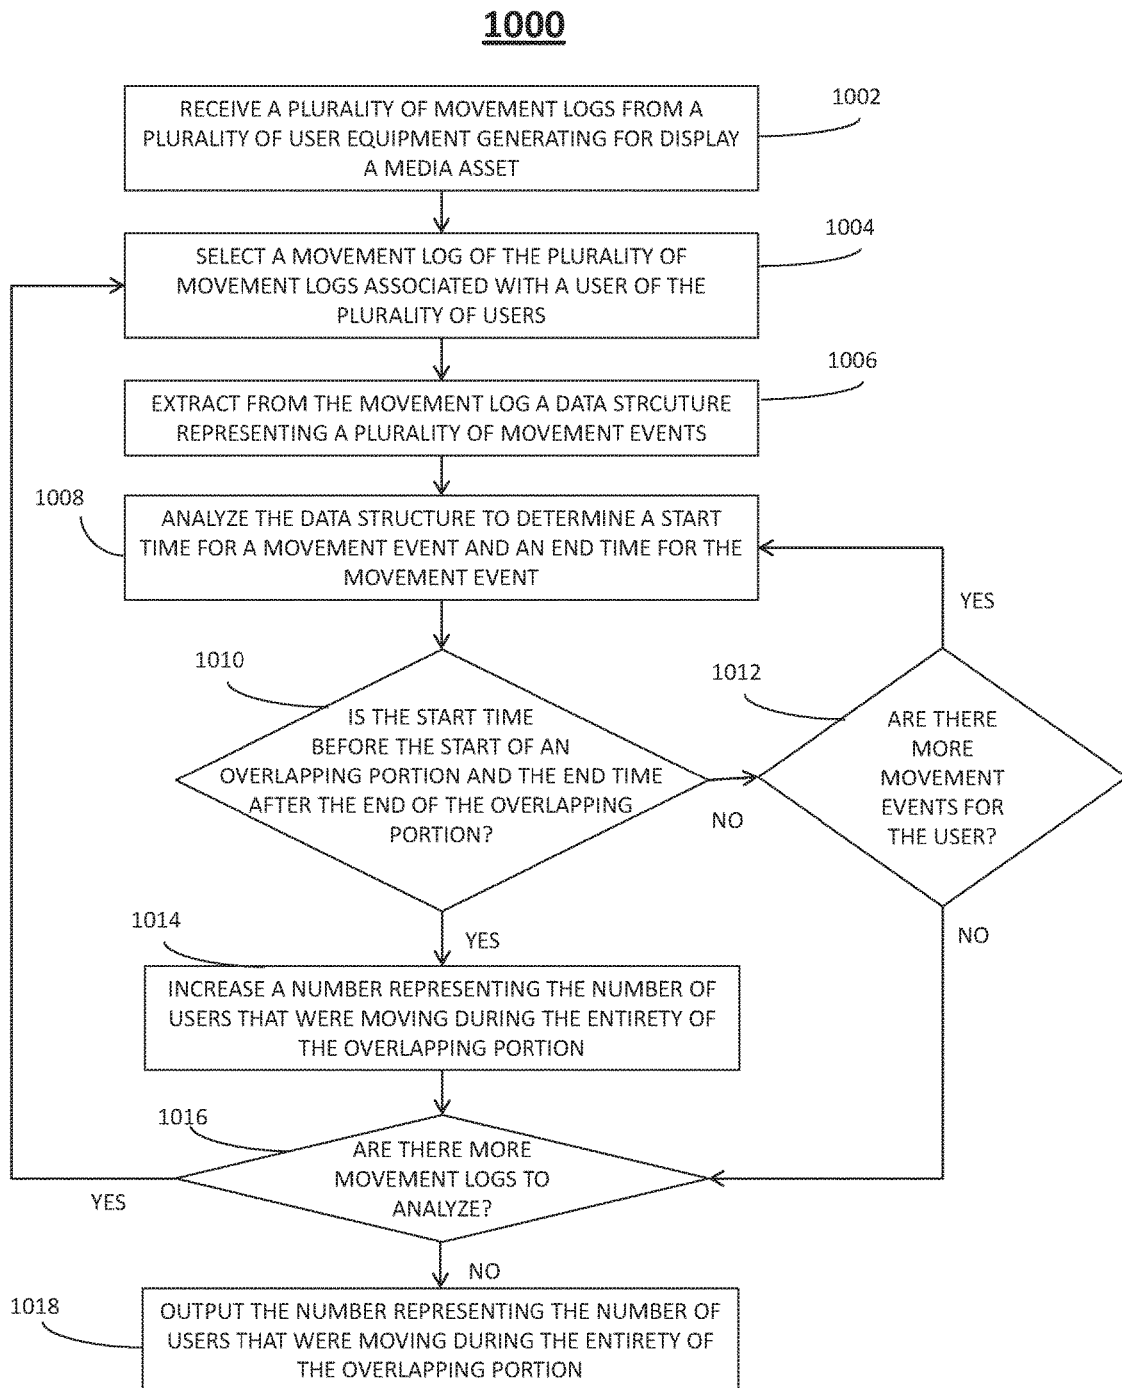 1000
RECEIVE A PLURALITY OF MOVEMENT LOGS FROM A
PLURALITY OF USER EQUIPMENT GENERATING FOR DISPLAY
A MEDIA ASSET
1002
SELECT A MOVEMENT LOG OF THE PLURALITY OF
MOVEMENT LOGS ASSOCIATED WITH A USER OF THE
PLURALITY OF USERS
1004
EXTRACT FROM THE MOVEMENT LOG A DATA STRCUTURE
REPRESENTING A PLURALITY OF MOVEMENT EVENTS
1006
1008
ANALYZE THE DATA STRUCTURE TO DETERMINE A START
TIME FOR A MOVEMENT EVENT AND AN END TIME FOR THE
MOVEMENT EVENT
YES
1010
IS THE START TIME
BEFORE THE START OF AN
OVERLAPPING PORTION AND THE END TIME
AFTER THE END OF THE OVERLAPPING
PORTION?
NO
1012
ARE THERE
MORE
MOVEMENT
EVENTS FOR
THE USER?
NO
YES
1014
INCREASE A NUMBER REPRESENTING THE NUMBER OF
USERS THAT WERE MOVING DURING THE ENTIRETY OF
THE OVERLAPPING PORTION
1016
ARE THERE MORE
MOVEMENT LOGS TO
ANALYZE?
YES
NO
1018
OUTPUT THE NUMBER REPRESENTING THE NUMBER OF
USERS THAT WERE MOVING DURING THE ENTIRETY OF
THE OVERLAPPING PORTION